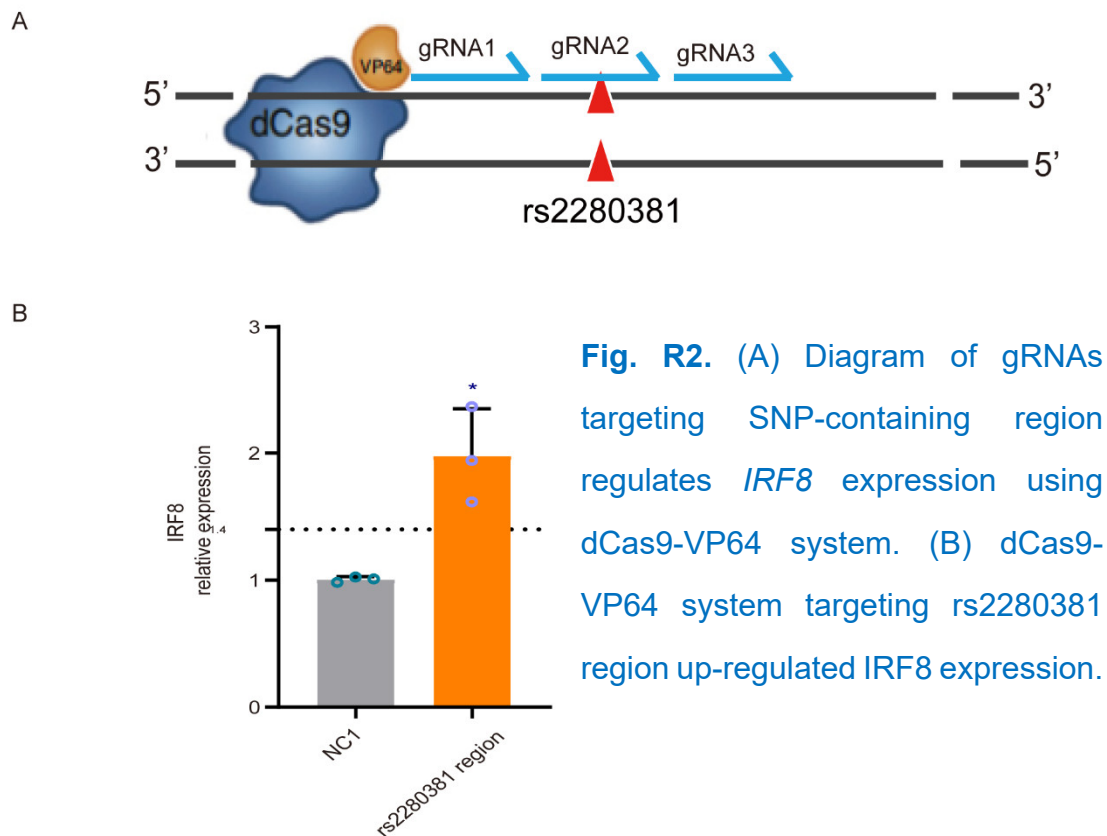 A
gRNA1 gRNA2 gRNA3
VP64
5’ 3’
dCas9
3’ 5’
rs2280381
B
IRF8
relative expression
3
2
1.4
1
0
*
NC1
rs2280381 region
Fig. R2. (A) Diagram of gRNAs
targeting SNP-containing region
regulates IRF8 expression using
dCas9-VP64 system. (B) dCas9-
VP64 system targeting rs2280381
region up-regulated IRF8 expression.